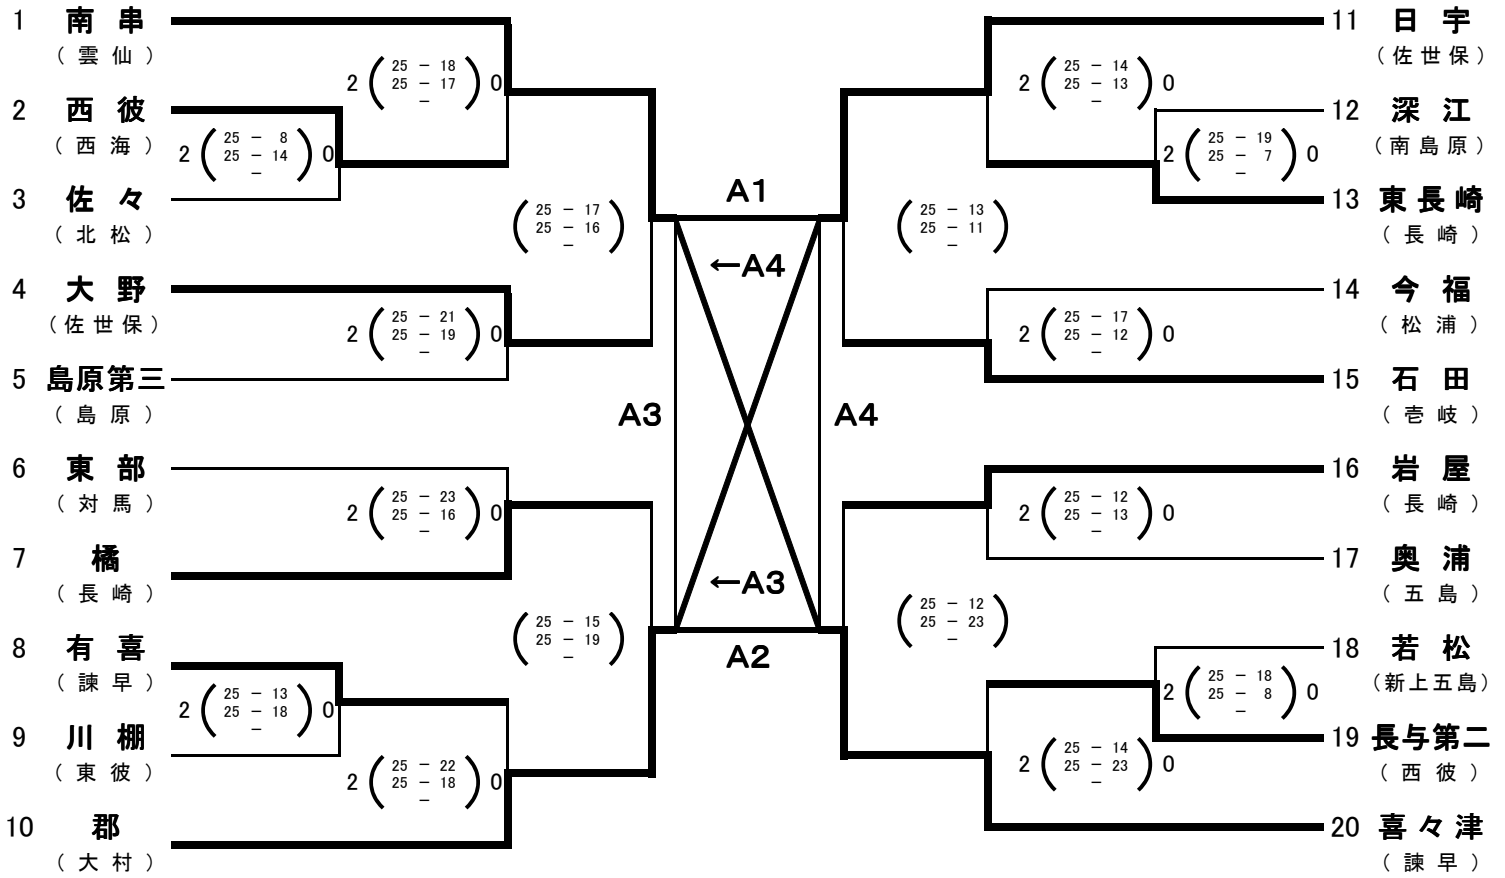 1 南串
(雲仙)
2 西彼
(西海)
3 佐々
(北松)
4 大野
(佐世保)
5 島原第三
(島原)
6 東部
(対馬)
7 橘
(長崎)
8 有喜
(諫早)
9 川棚
(東彼)
10 郡
(大村)
2 ( 25 - 8
25 - 14
- ) 0
2 ( 25 - 13
25 - 18
- ) 0
2 ( 25 - 18
25 - 17
- ) 0
2 ( 25 - 21
25 - 19
- ) 0
2 ( 25 - 23
25 - 16
- ) 0
2 ( 25 - 22
25 - 18
- ) 0
( 25 - 17
25 - 16
- )
( 25 - 15
25 - 19
- )
A1
←A4
A3
A4
←A3
A2
( 25 - 13
25 - 11
- )
( 25 - 12
25 - 23
- )
2 ( 25 - 14
25 - 13
- ) 0
2 ( 25 - 17
25 - 12
- ) 0
2 ( 25 - 12
25 - 13
- ) 0
2 ( 25 - 14
25 - 23
- ) 0
2 ( 25 - 19
25 - 7
- ) 0
2 ( 25 - 18
25 - 8
- ) 0
11 日宇
(佐世保)
12 深江
(南島原)
13 東長崎
(長崎)
14 今福
(松浦)
15 石田
(壱岐)
16 岩屋
(長崎)
17 奥浦
(五島)
18 若松
(新上五島)
19 長与第二
(西彼)
20 喜々津
(諫早)